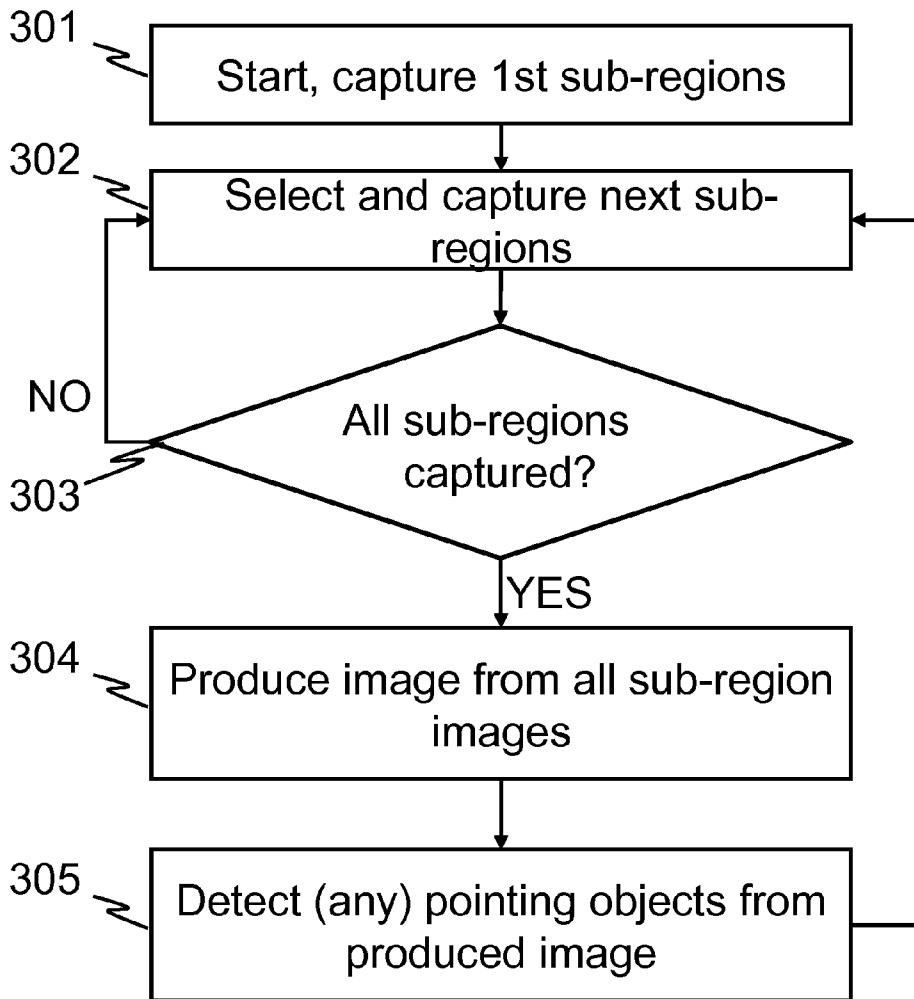 301
Start, capture 1st sub-regions
302
Select and capture next sub-
regions
NO
All sub-regions
captured?
303
YES
304
Produce image from all sub-region
images
305
Detect (any) pointing objects from
produced image